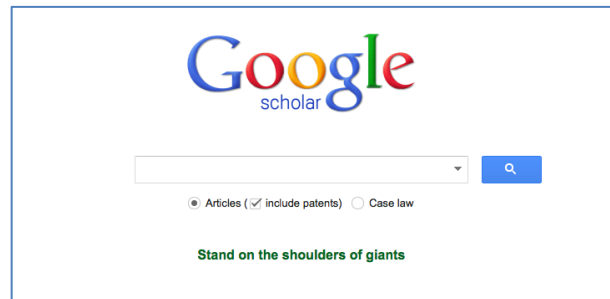 Google
scholar
Articles ( include patents) Case law
Stand on the shoulders of giants